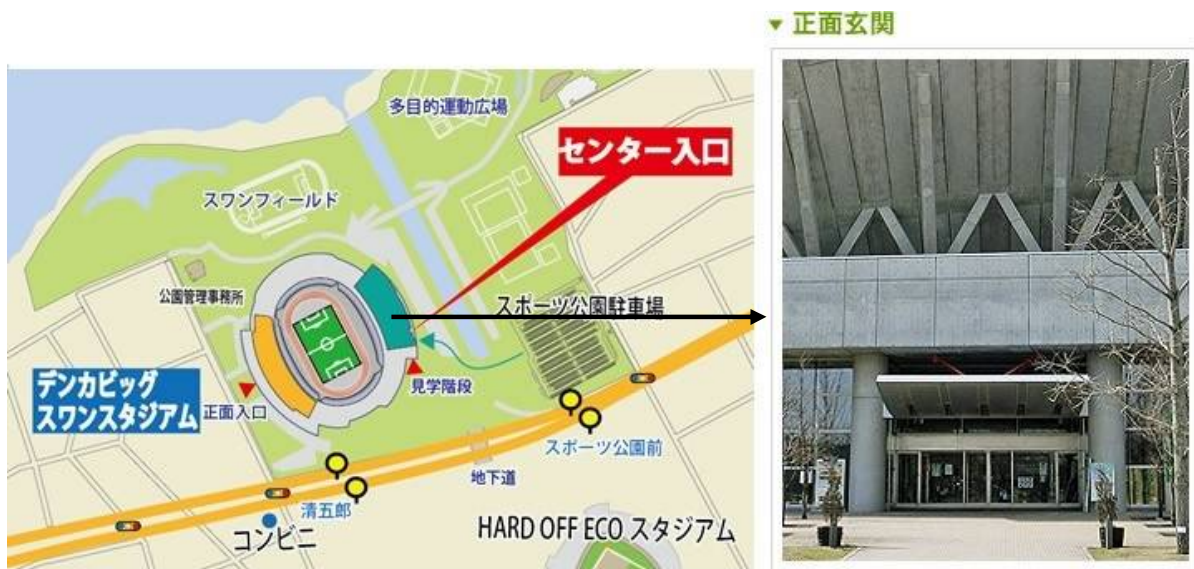 ▼ 正面玄関
多目的運動広場
センター入口
スワンフィールド
公園管理事務所
スポーツ公園駐車場
デンカビッグ
スワンスタジアム
正面入口
見学階段
スポーツ公園前
地下道
清五郎
コンビニ
HARD OFF ECO スタジアム